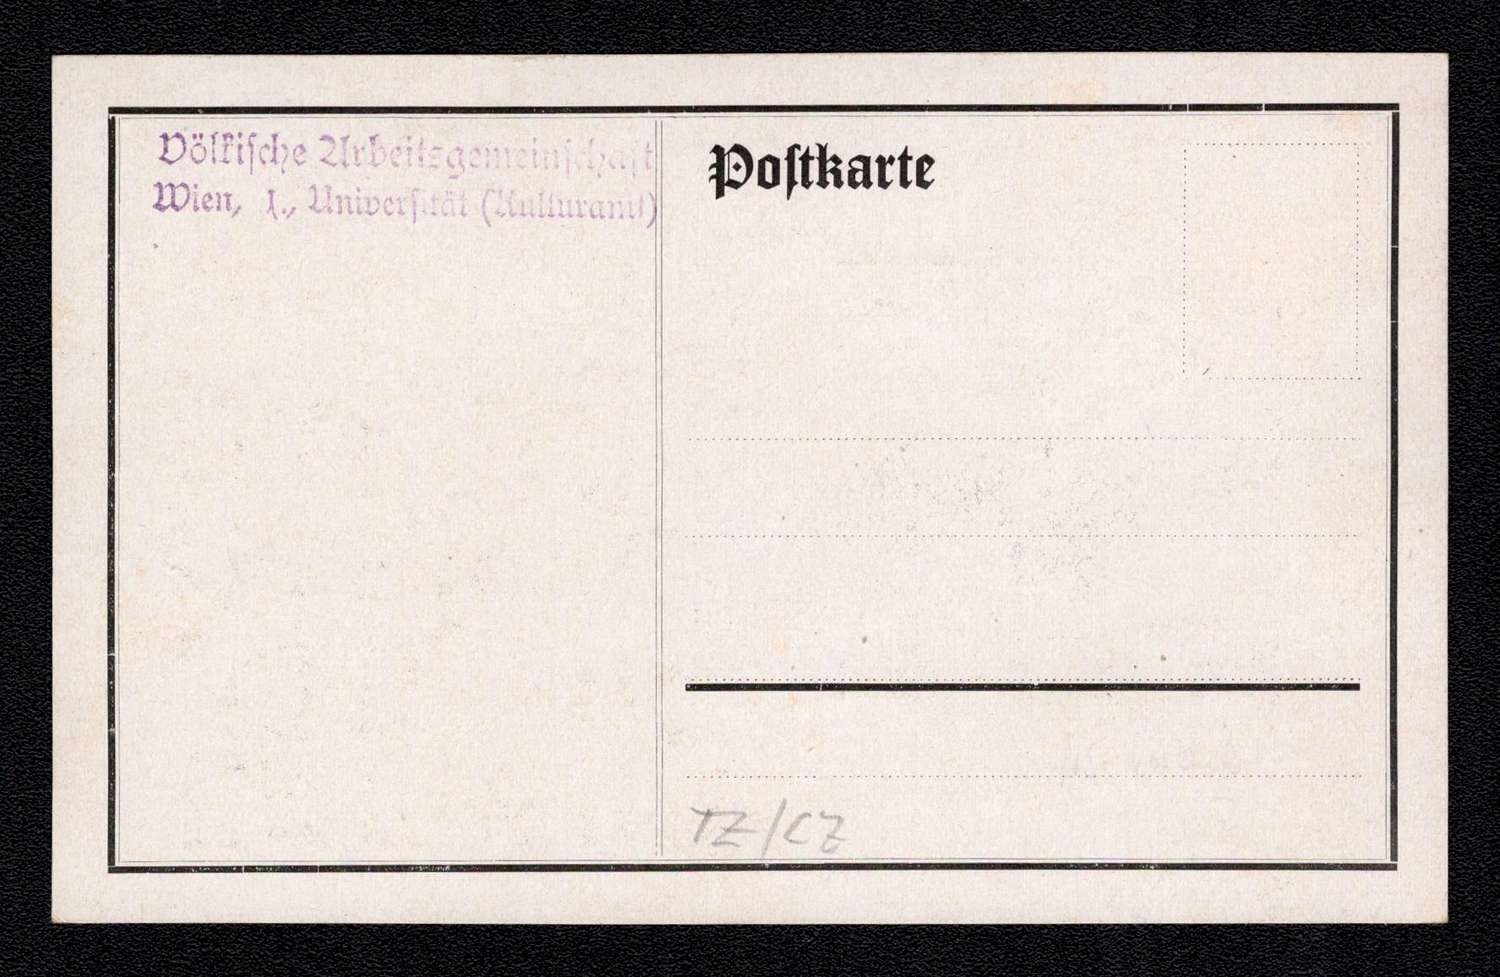 Völkische Arbeitsgemeinschaft
Wien, I., Universität (Kulturamt)
Postkarte
TZ/CZ